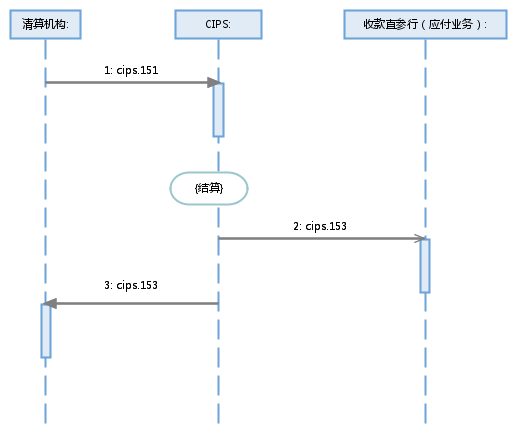 清算机构:
CIPS:
收款直参行（应付业务）:
1: cips.151
{结算}
2: cips.153
3: cips.153